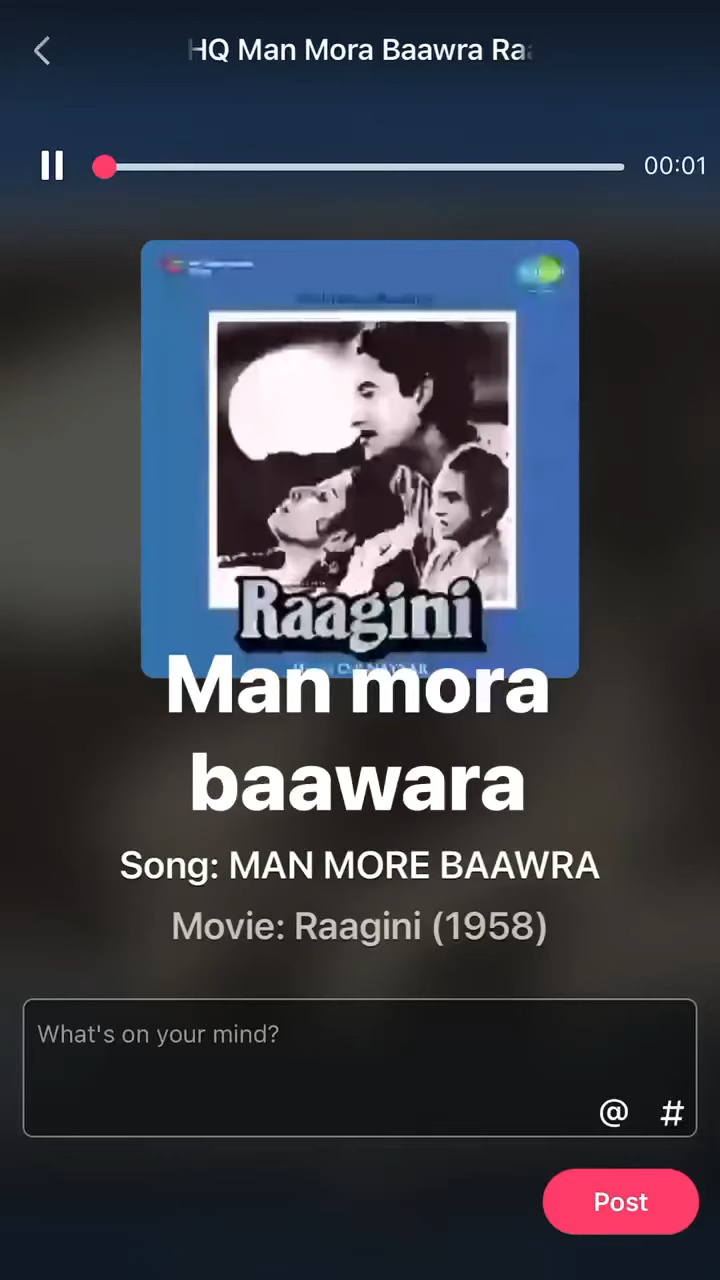 HQ Man Mora Baawra Raa
00:01
Raagini
Man mora
baawara
Song: MAN MORE BAAWRA
Movie: Raagini (1958)
What's on your mind?
@ #
Post